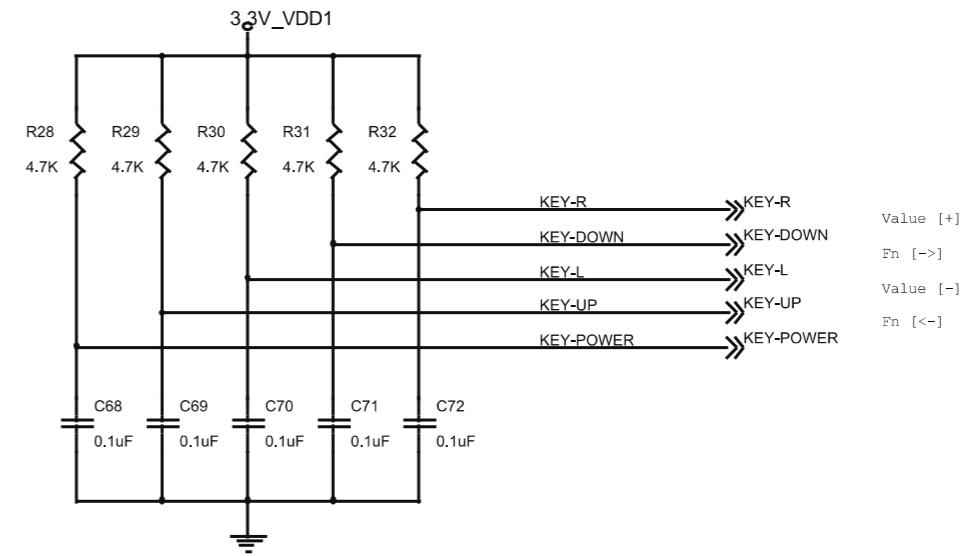 3.3V_VDD1
R28 R29 R30 R31 R32
4.7K 4.7K 4.7K 4.7K 4.7K
KEY-R KEY-R
Value [+]
KEY-DOWN KEY-DOWN
Fn [->]
KEY-L KEY-L
Value [-]
KEY-UP KEY-UP
Fn [<-]
KEY-POWER KEY-POWER
C68 C69 C70 C71 C72
0.1uF 0.1uF 0.1uF 0.1uF 0.1uF